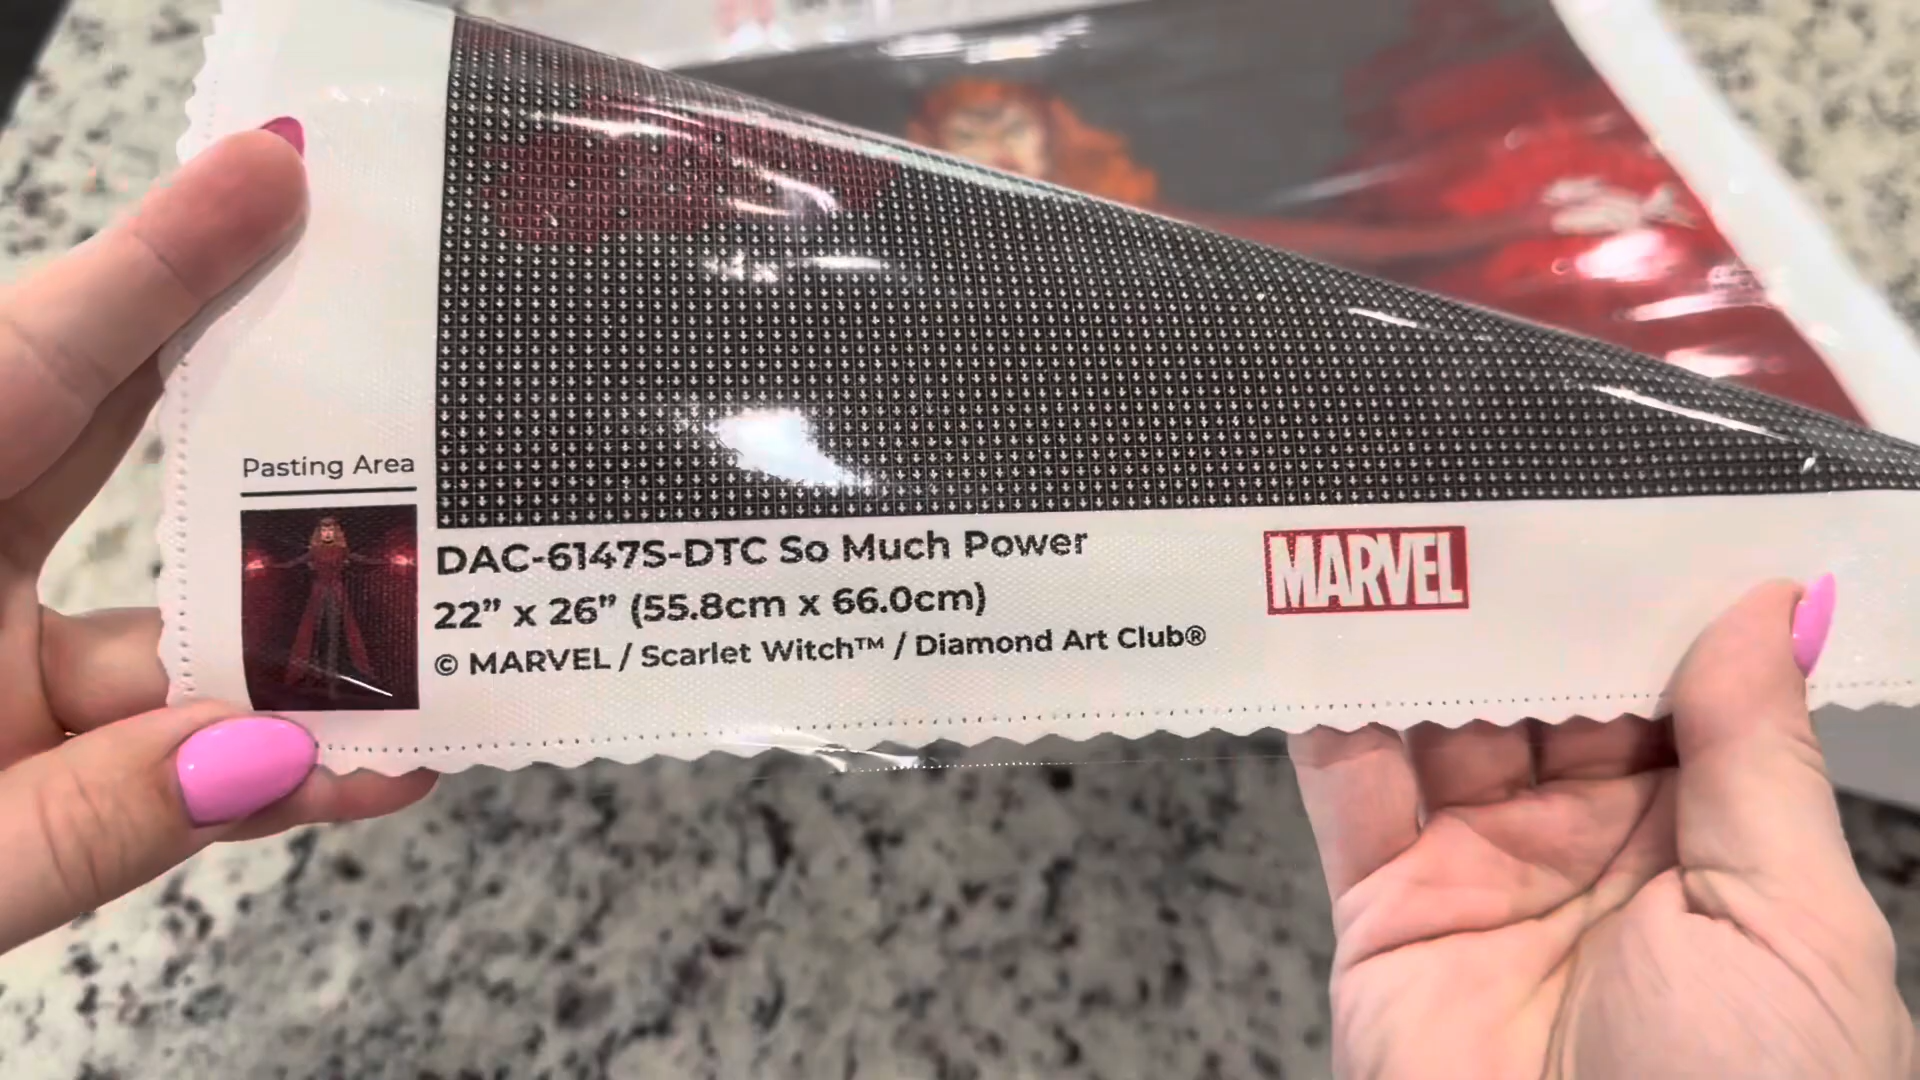 Pasting Area
DAC-6147S-DTC So Much Power
22” x 26” (55.8cm x 66.0cm)
© MARVEL / Scarlet Witch™ / Diamond Art Club®
MARVEL